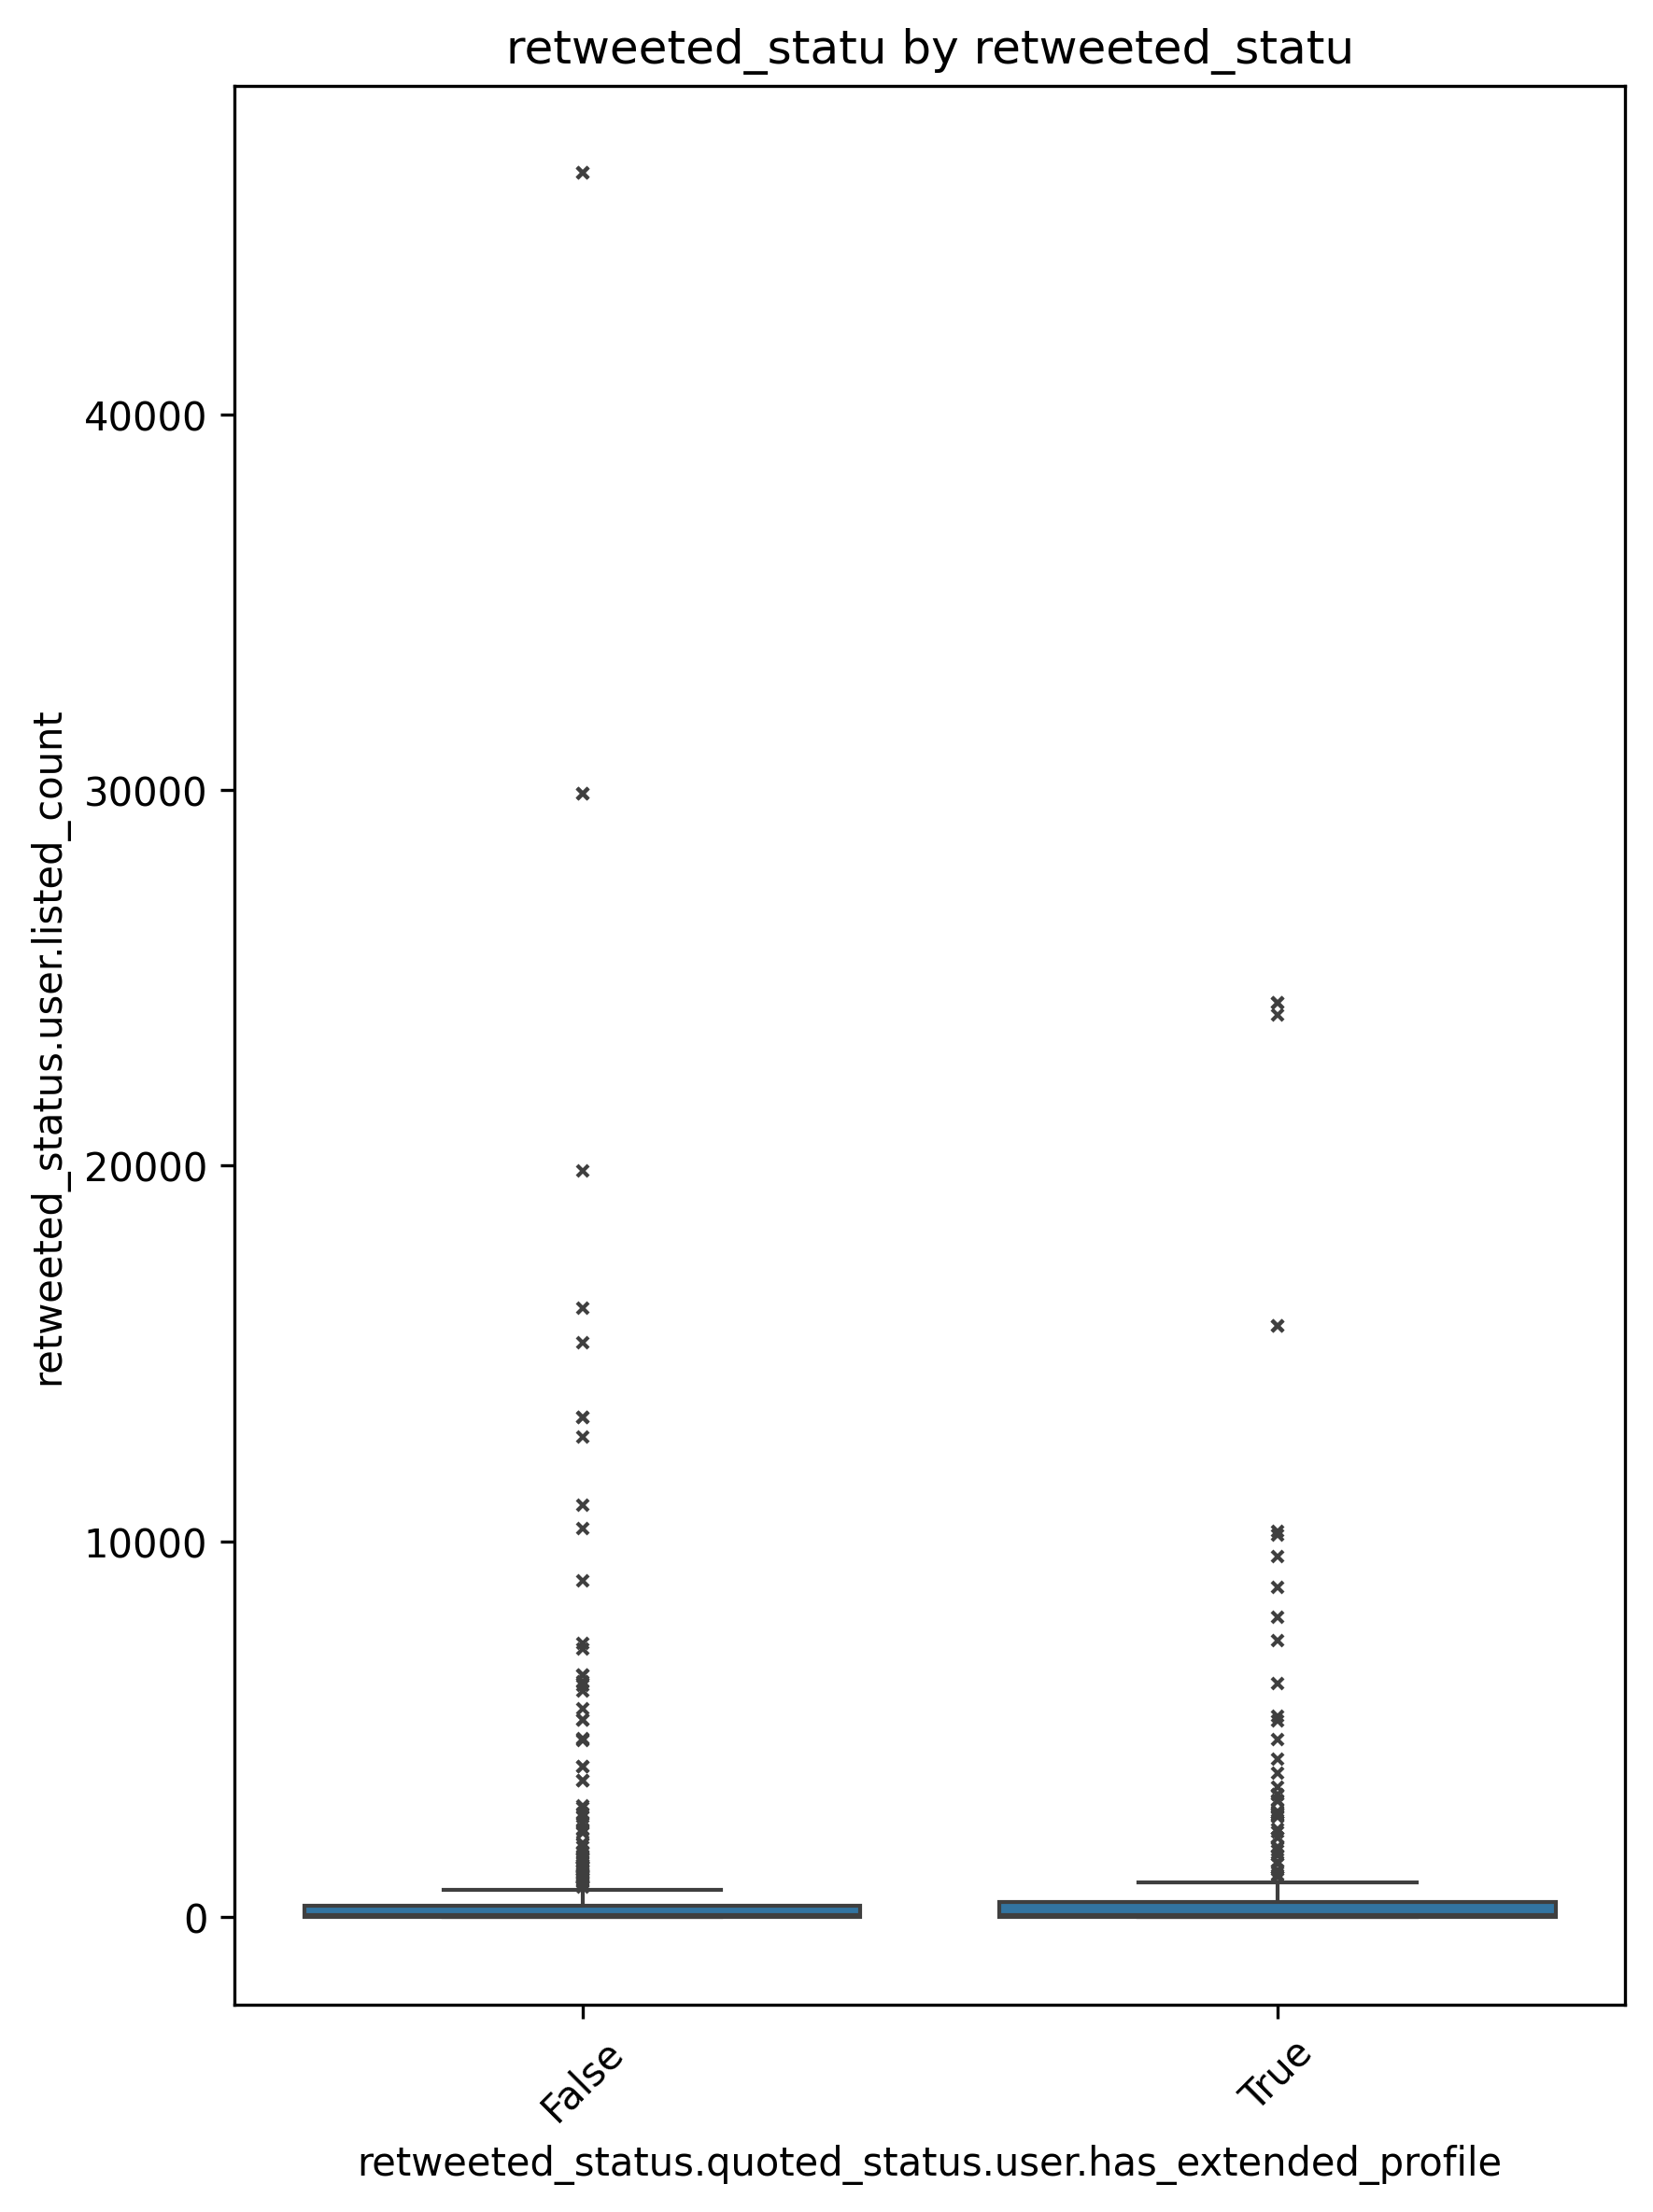 retweeted_statu by retweeted_statu
retweeted_status.user.listed_count
40000
30000
20000
10000
0
False
True
retweeted_status.quoted_status.user.has_extended_profile